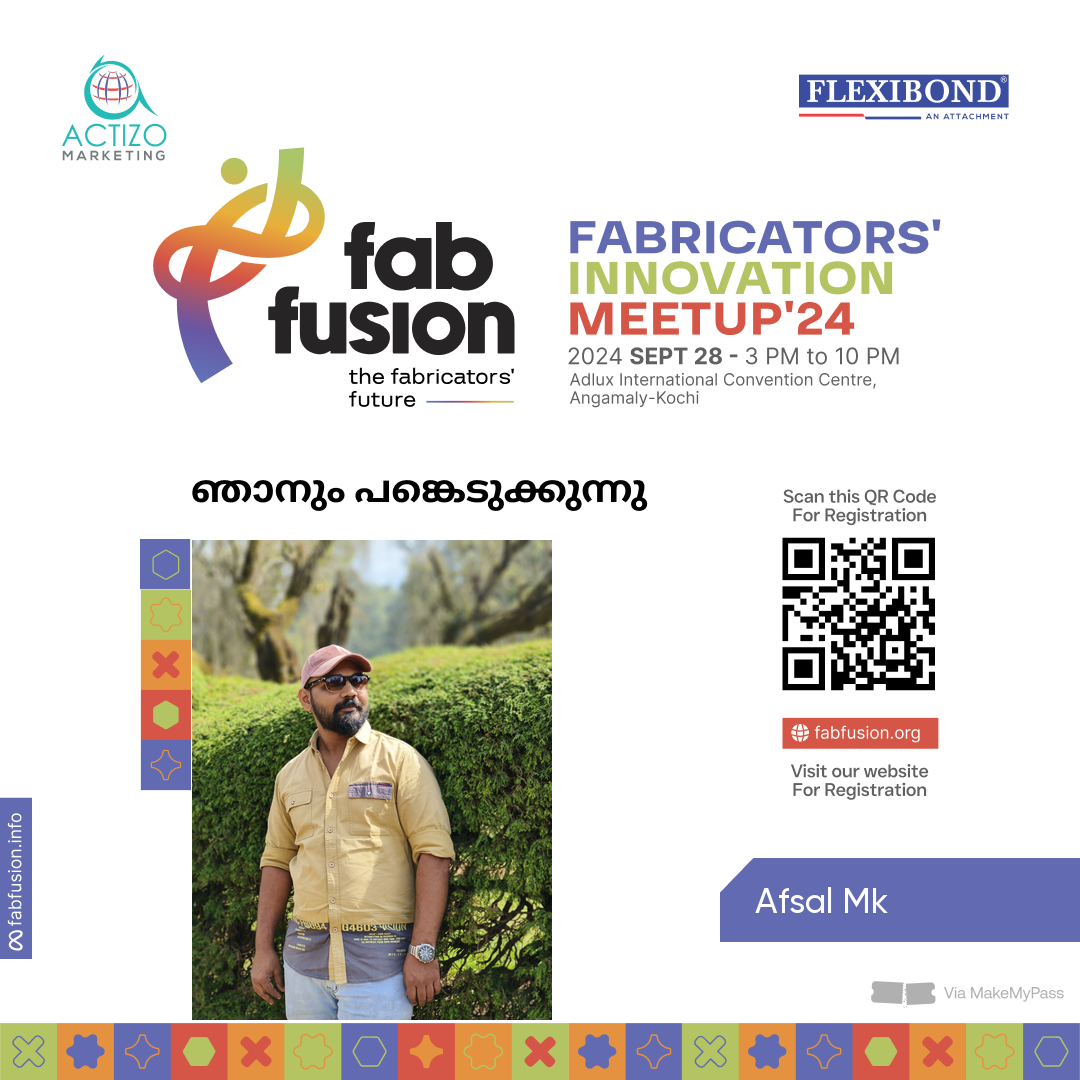 ACTIZO
MARKETING
FLEXIBOND®
AN ATTACHMENT
fab
fusion
the fabricators'
future
FABRICATORS'
INNOVATION
MEETUP'24
2024 SEPT 28 - 3 PM to 10 PM
Adlux International Convention Centre,
Angamaly-Kochi
ഞാനും പങ്കെടുക്കുന്നു
Scan this QR Code
For Registration
fabfusion.org
Visit our website
For Registration
fabfusion.info
Afsal Mk
Via MakeMyPass